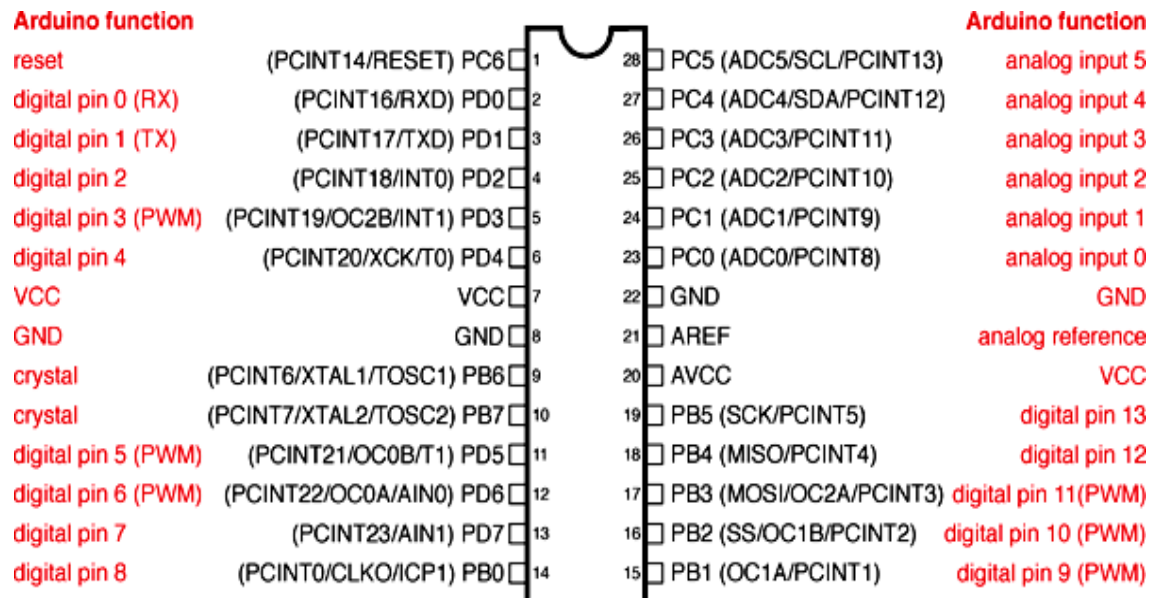 Arduino function Arduino function
reset (PCINT14/RESET) PC6 1 28 PC5 (ADC5/SCL/PCINT13) analog input 5
digital pin 0 (RX) (PCINT16/RXD) PD0 2 27 PC4 (ADC4/SDA/PCINT12) analog input 4
digital pin 1 (TX) (PCINT17/TXD) PD1 3 26 PC3 (ADC3/PCINT11) analog input 3
digital pin 2 (PCINT18/INT0) PD2 4 25 PC2 (ADC2/PCINT10) analog input 2
digital pin 3 (PWM) (PCINT19/OC2B/INT1) PD3 5 24 PC1 (ADC1/PCINT9) analog input 1
digital pin 4 (PCINT20/XCK/T0) PD4 6 23 PC0 (ADC0/PCINT8) analog input 0
VCC VCC 7 22 GND GND
GND GND 8 21 AREF analog reference
crystal (PCINT6/XTAL1/TOSC1) PB6 9 20 AVCC VCC
crystal (PCINT7/XTAL2/TOSC2) PB7 10 19 PB5 (SCK/PCINT5) digital pin 13
digital pin 5 (PWM) (PCINT21/OC0B/T1) PD5 11 18 PB4 (MISO/PCINT4) digital pin 12
digital pin 6 (PWM) (PCINT22/OC0A/AIN0) PD6 12 17 PB3 (MOSI/OC2A/PCINT3) digital pin 11(PWM)
digital pin 7 (PCINT23/AIN1) PD7 13 16 PB2 (SS/OC1B/PCINT2) digital pin 10 (PWM)
digital pin 8 (PCINT0/CLKO/ICP1) PB0 14 15 PB1 (OC1A/PCINT1) digital pin 9 (PWM)